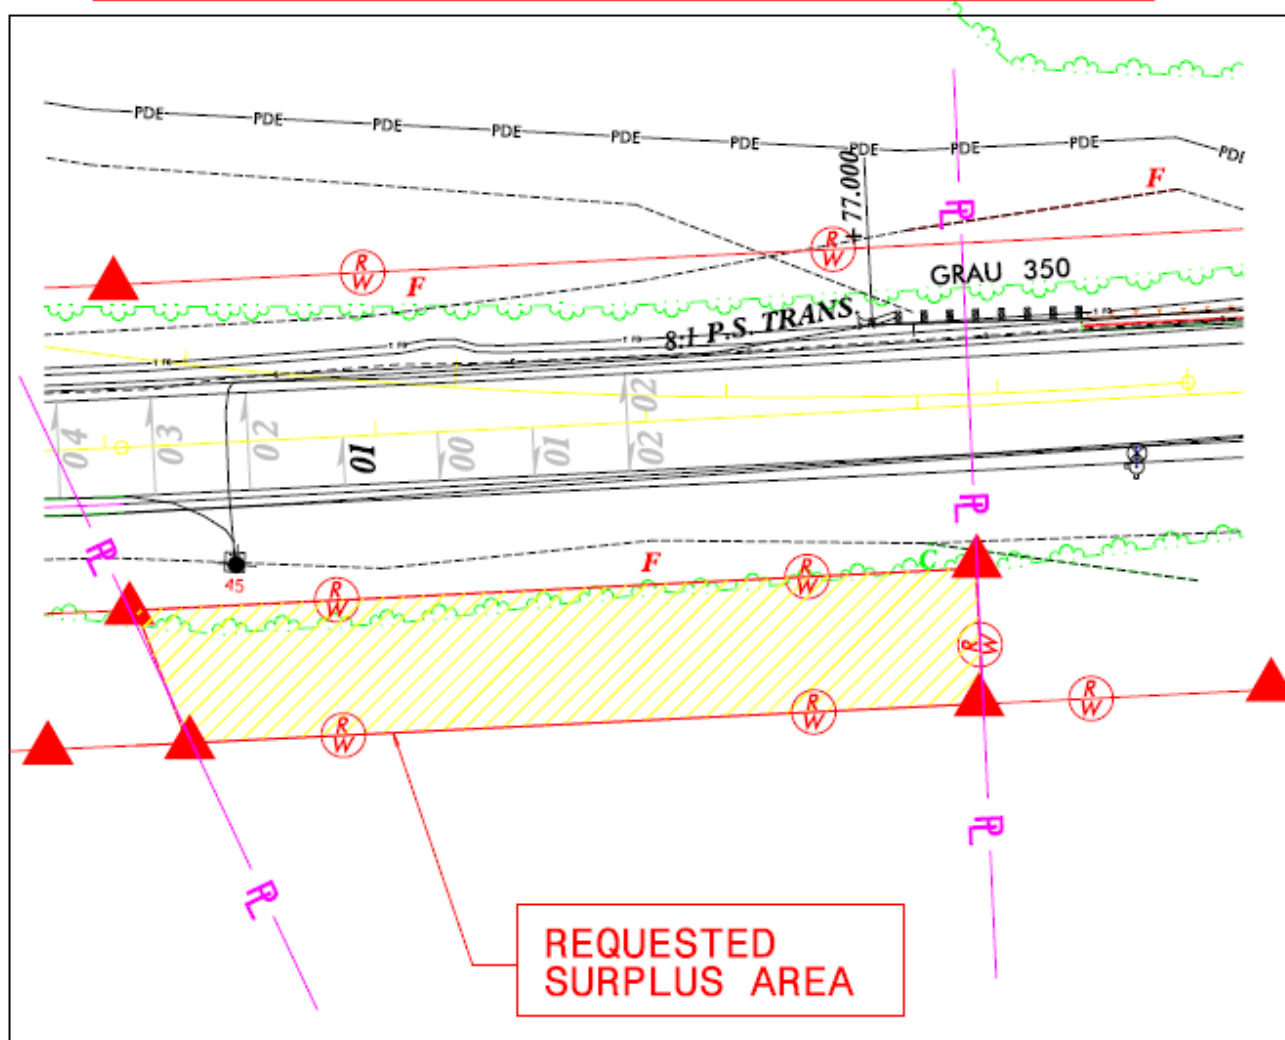 PDE PDE PDE PDE PDE PDE PDE PDE PDE PDE
F
+ 77.000
PL
R/W R/W
F
GRAU 350
8:1 P.S. TRANS.
04 03 02 01 00 01 02
02
PL PL
45
F
C
R/W R/W
R/W
R/W R/W R/W
PL
PL
REQUESTED
SURPLUS AREA